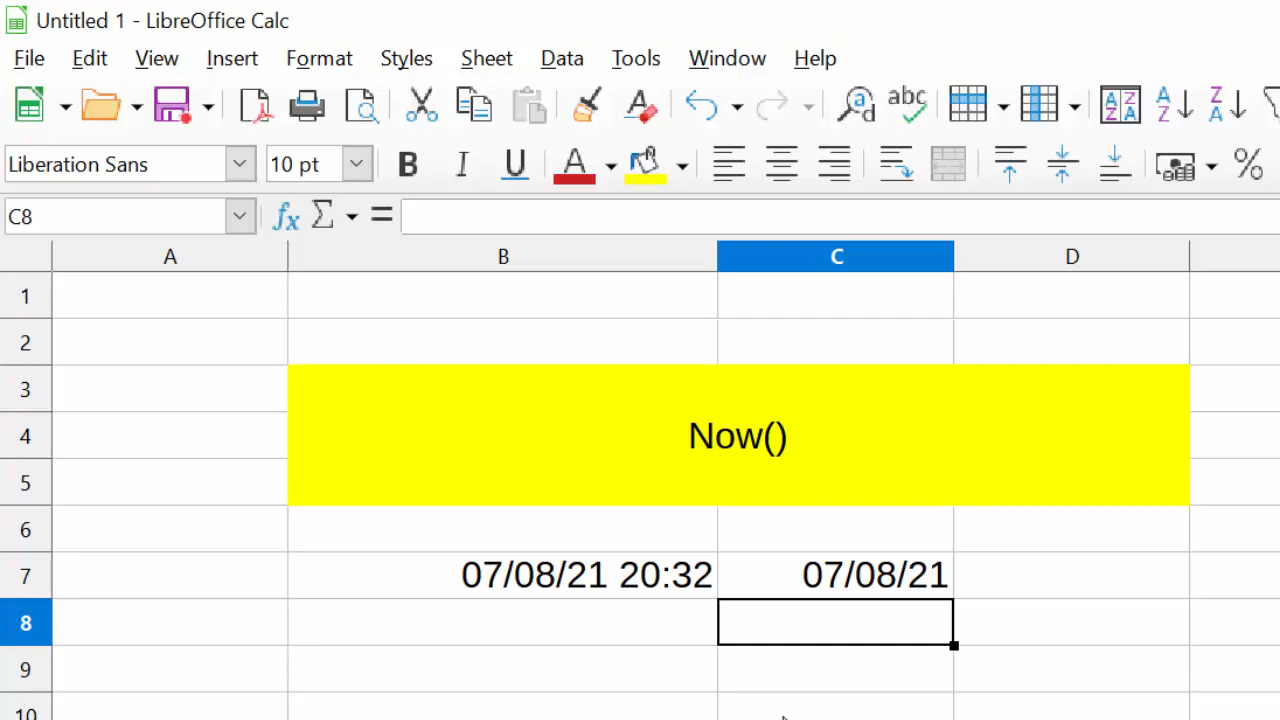 Untitled 1 - LibreOffice Calc
File Edit View Insert Format Styles Sheet Data Tools Window Help
Liberation Sans 10 pt B I U A %
C8 fx Σ =
A B C D
1
2
3
4 Now()
5
6
7 07/08/21 20:32 07/08/21
8
9
10